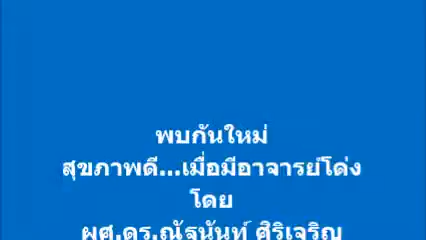 พบกันใหม่
สุขภาพดี...เมื่อมีอาจารย์โด่ง
โดย
ผศ.ดร.ณัฐนันท์ ศิริเจริญ